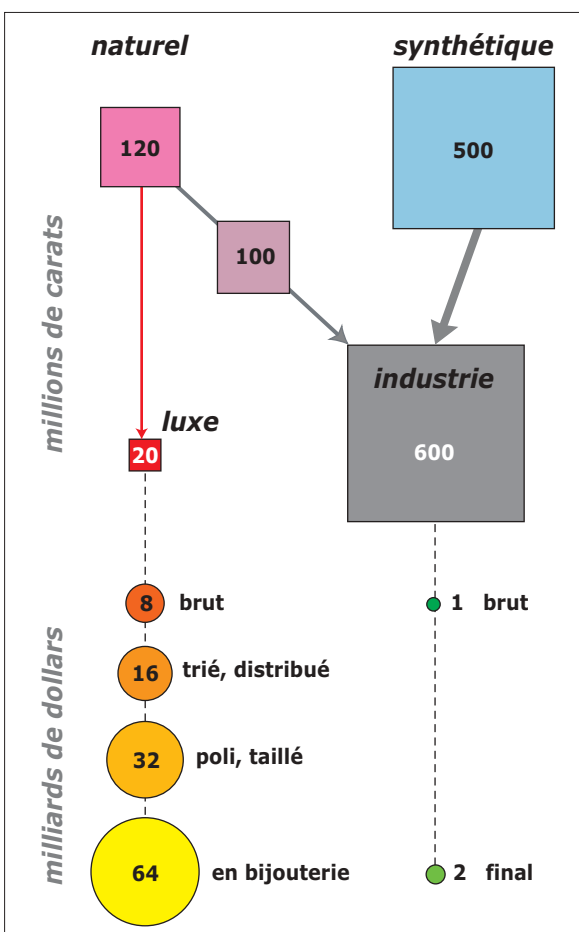 naturel
synthétique
120
500
100
millions de carats
industrie
luxe
20
600
8 brut
1 brut
16 trié, distribué
milliards de dollars
32 poli, taillé
64 en bijouterie
2 final